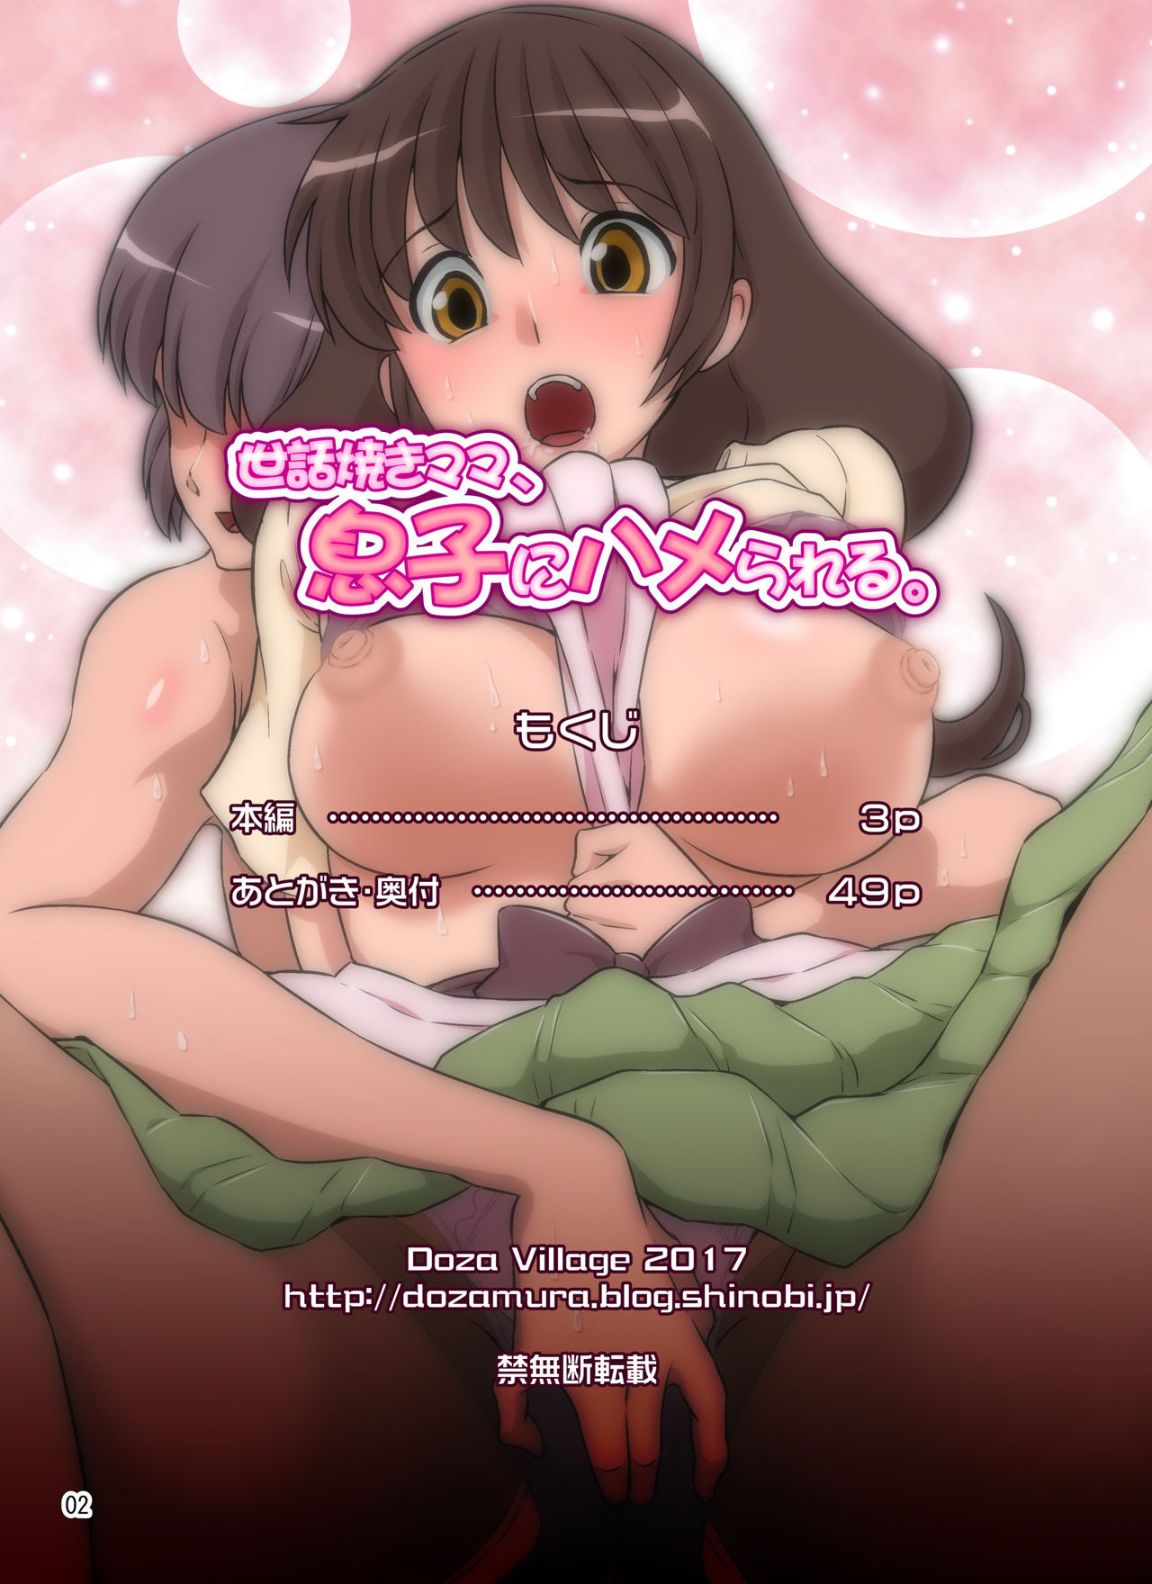 世話焼きママ、
息子にハメられる。
もくじ
本編 ………………………………………… 3p
あとがき・奥付 …………………………… 49p
Doza Village 2017
http://dozamura.blog.shinobi.jp/
禁無断転載
02